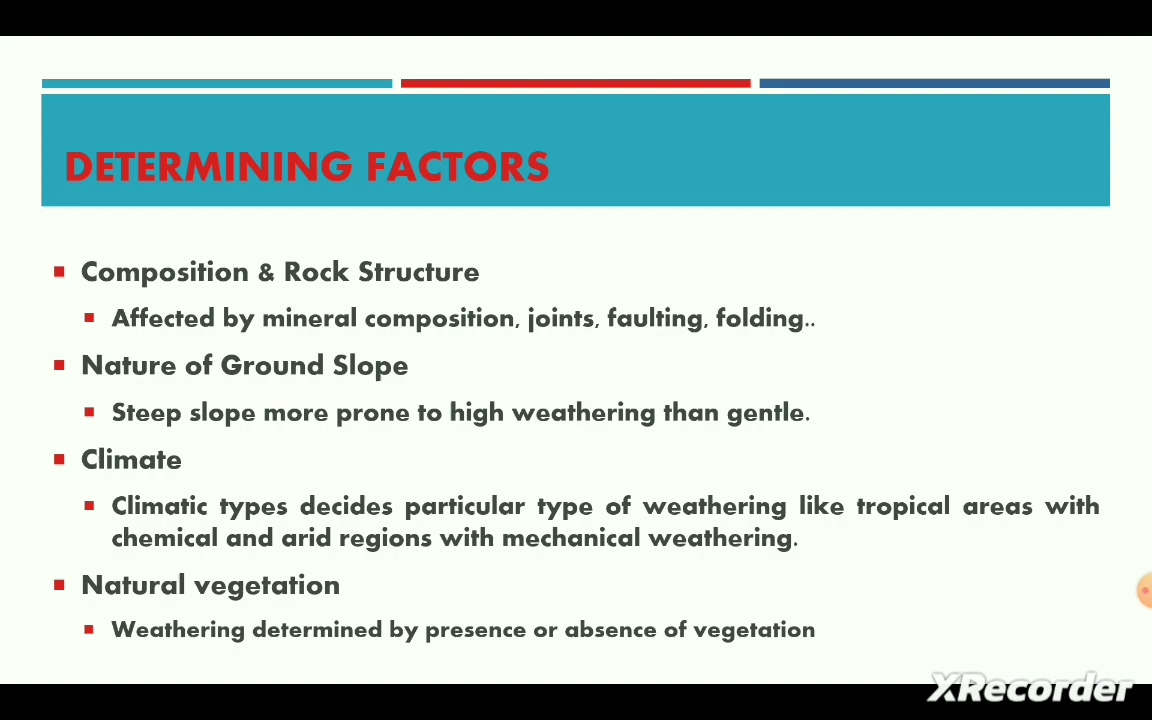 DETERMINING FACTORS
Composition & Rock Structure
Affected by mineral composition, joints, faulting, folding..
Nature of Ground Slope
Steep slope more prone to high weathering than gentle.
Climate
Climatic types decides particular type of weathering like tropical areas with
chemical and arid regions with mechanical weathering.
Natural vegetation
Weathering determined by presence or absence of vegetation
XRecorder